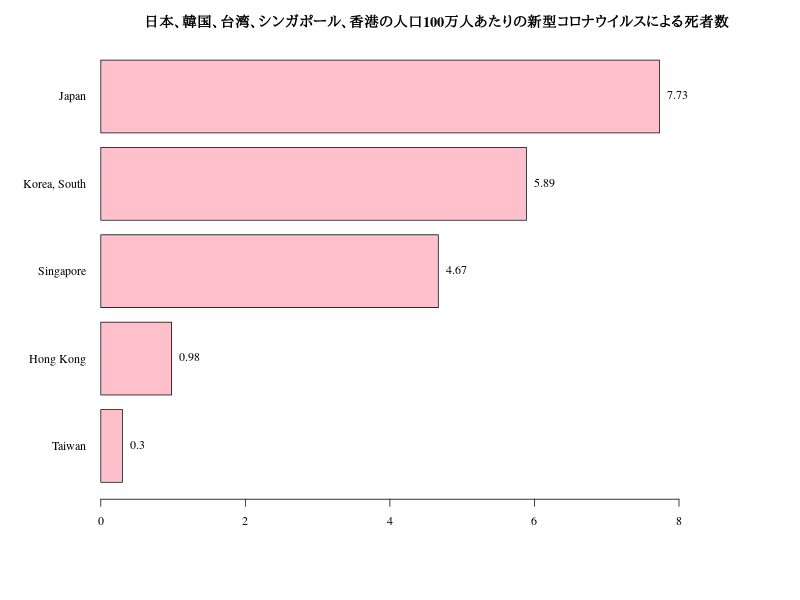 日本、韓国、台湾、シンガポール、香港の人口100万人あたりの新型コロナウイルスによる死者数
Japan 7.73
Korea, South 5.89
Singapore 4.67
Hong Kong 0.98
Taiwan 0.3
0 2 4 6 8